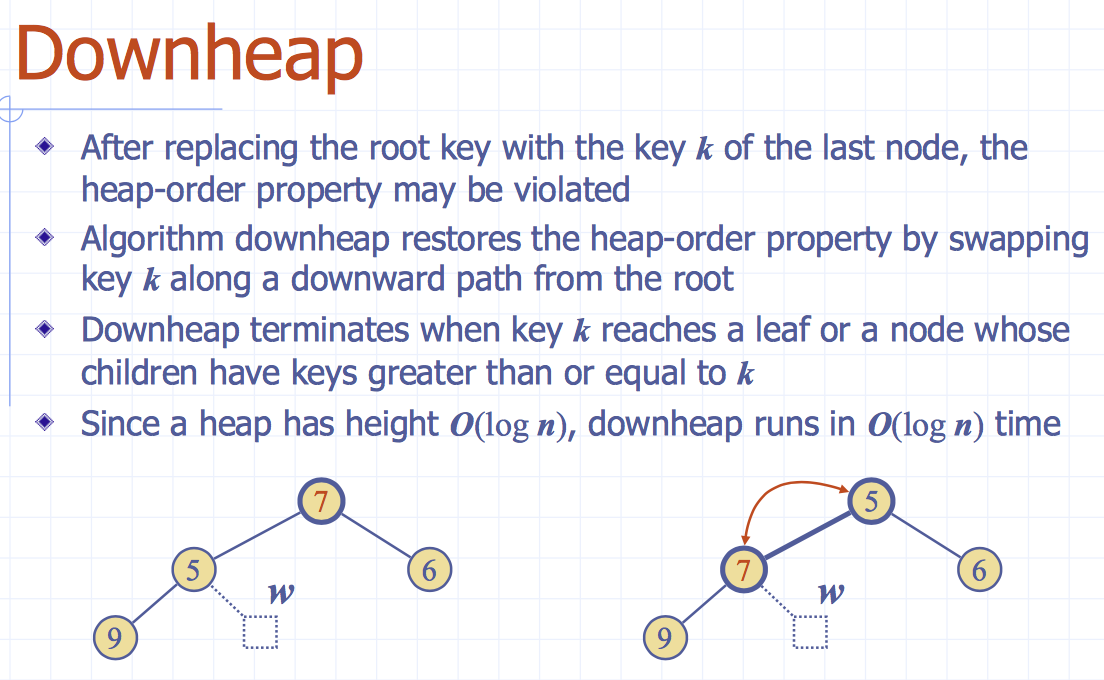 Downheap
After replacing the root key with the key k of the last node, the
heap-order property may be violated
Algorithm downheap restores the heap-order property by swapping
key k along a downward path from the root
Downheap terminates when key k reaches a leaf or a node whose
children have keys greater than or equal to k
Since a heap has height O(log n), downheap runs in O(log n) time
7
5
6
w
9
5
7
6
w
9